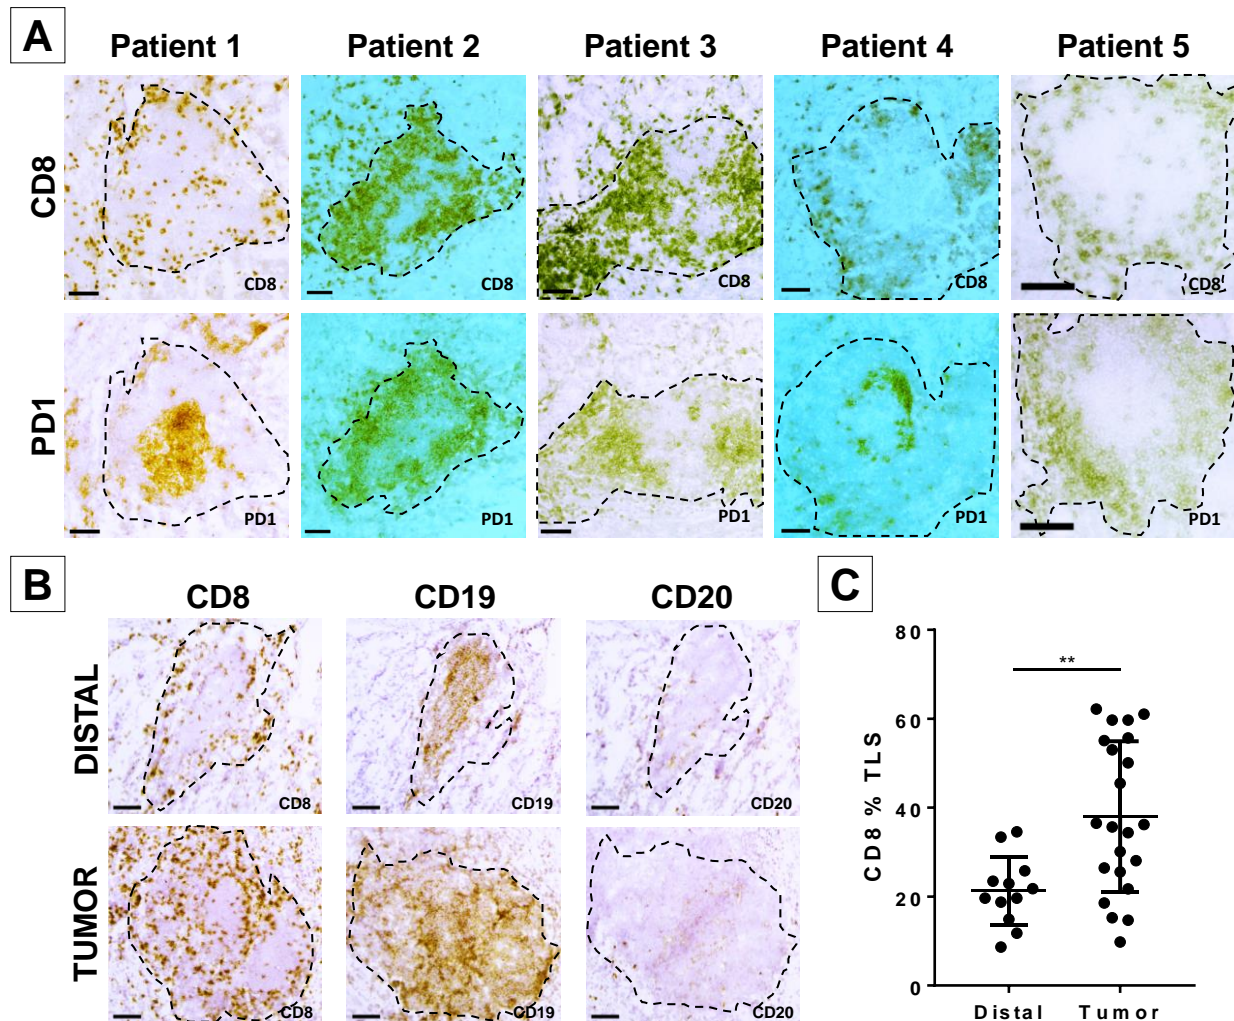 A
Patient 1 Patient 2 Patient 3 Patient 4 Patient 5
CD8
CD8 CD8 CD8 CD8 CD8
PD1
PD1 PD1 PD1 PD1 PD1
B
CD8 CD19 CD20
DISTAL
CD8 CD19 CD20
TUMOR
CD8 CD19 CD20
C
CD8 % TLS
80
60
40
20
0
**
Distal Tumor